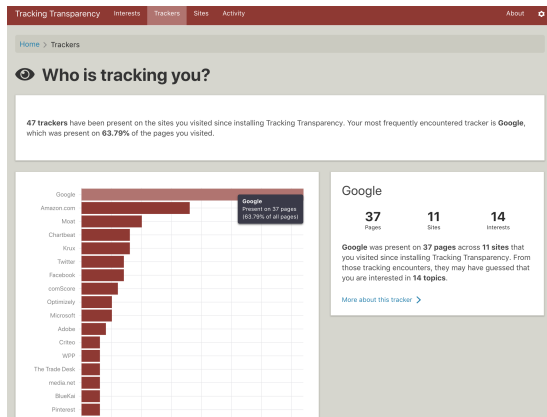 Tracking Transparency Interests Trackers Sites Activity About
Home > Trackers
Who is tracking you?
47 trackers have been present on the sites you visited since installing Tracking Transparency. Your most frequently encountered tracker is Google,
which was present on 63.79% of the pages you visited.
Google
Amazon.com
Moat
Chartbeat
Krux
Twitter
Facebook
comScore
Optimizely
Microsoft
Adobe
Criteo
WPP
The Trade Desk
media.net
BlueKai
Pinterest
Google
Present on 37 pages
(63.79% of all pages)
Google
37 11 14
Pages Sites Interests
Google was present on 37 pages across 11 sites that
you visited since installing Tracking Transparency. From
those tracking encounters, they may have guessed that
you are interested in 14 topics.
More about this tracker >